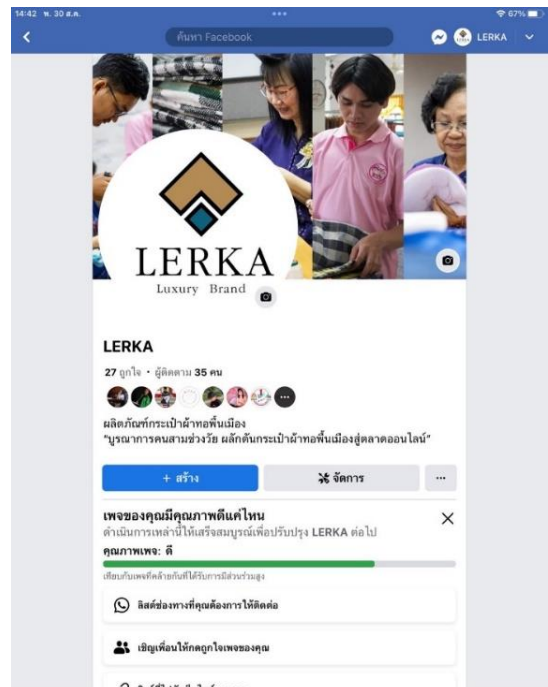 14:42 พ. 30 ส.ค.
67%
ค้นหา Facebook
LERKA
LERKA
Luxury Brand
LERKA
27 ถูกใจ • ผู้ติดตาม 35 คน
ผลิตภัณฑ์กระเป๋าผ้าทอพื้นเมือง
"บูรณาการคนสามช่วงวัย ผลักดันกระเป๋าผ้าทอพื้นเมืองสู่ตลาดออนไลน์"
+ สร้าง
จัดการ
เพจของคุณมีคุณภาพดีแค่ไหน
ดำเนินการเหล่านี้ให้เสร็จสมบูรณ์เพื่อปรับปรุง LERKA ต่อไป
คุณภาพเพจ: ดี
เทียบกับเพจที่คล้ายกันที่ได้รับการมีส่วนร่วมสูง
ลิสต์ช่องทางที่คุณต้องการให้ติดต่อ
เชิญเพื่อนให้กดถูกใจเพจของคุณ